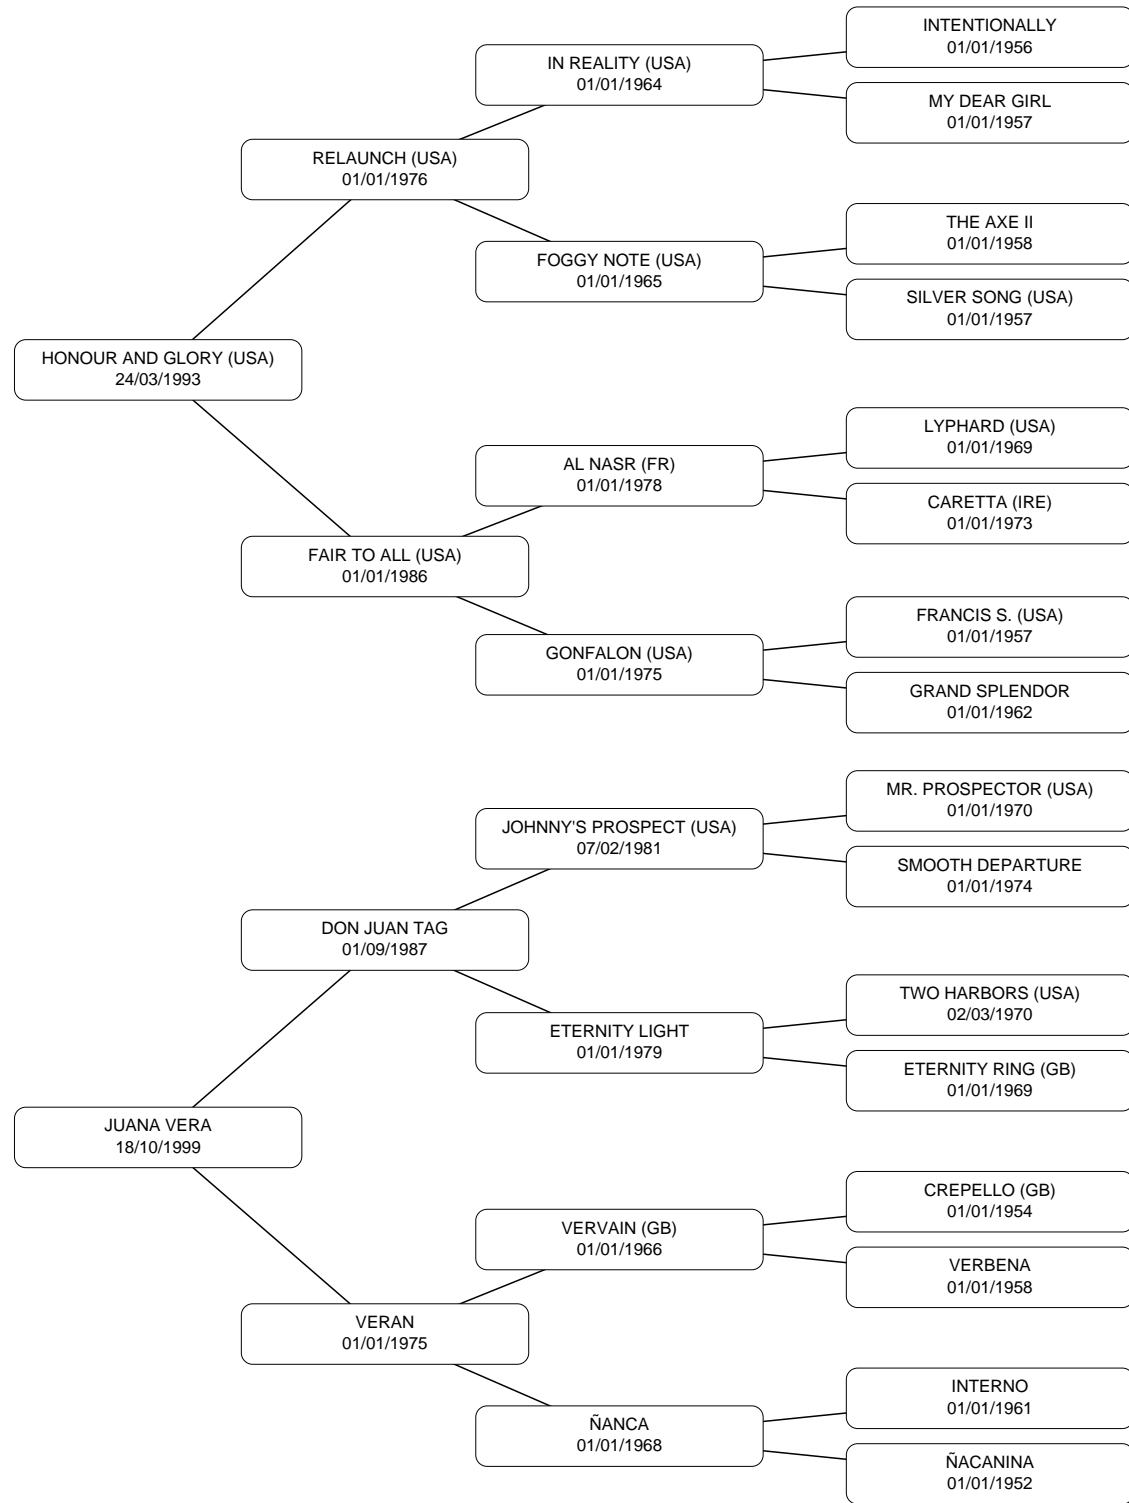 INTENTIONALLY
01/01/1956
IN REALITY (USA)
01/01/1964
MY DEAR GIRL
01/01/1957
RELAUNCH (USA)
01/01/1976
THE AXE II
01/01/1958
FOGGY NOTE (USA)
01/01/1965
SILVER SONG (USA)
01/01/1957
HONOUR AND GLORY (USA)
24/03/1993
LYPHARD (USA)
01/01/1969
AL NASR (FR)
01/01/1978
CARETTA (IRE)
01/01/1973
FAIR TO ALL (USA)
01/01/1986
FRANCIS S. (USA)
01/01/1957
GONFALON (USA)
01/01/1975
GRAND SPLENDOR
01/01/1962
MR. PROSPECTOR (USA)
01/01/1970
JOHNNY'S PROSPECT (USA)
07/02/1981
SMOOTH DEPARTURE
01/01/1974
DON JUAN TAG
01/09/1987
TWO HARBORS (USA)
02/03/1970
ETERNITY LIGHT
01/01/1979
ETERNITY RING (GB)
01/01/1969
JUANA VERA
18/10/1999
CREPELLO (GB)
01/01/1954
VERVAIN (GB)
01/01/1966
VERBENA
01/01/1958
VERAN
01/01/1975
INTERNO
01/01/1961
ÑANCA
01/01/1968
ÑACANINA
01/01/1952